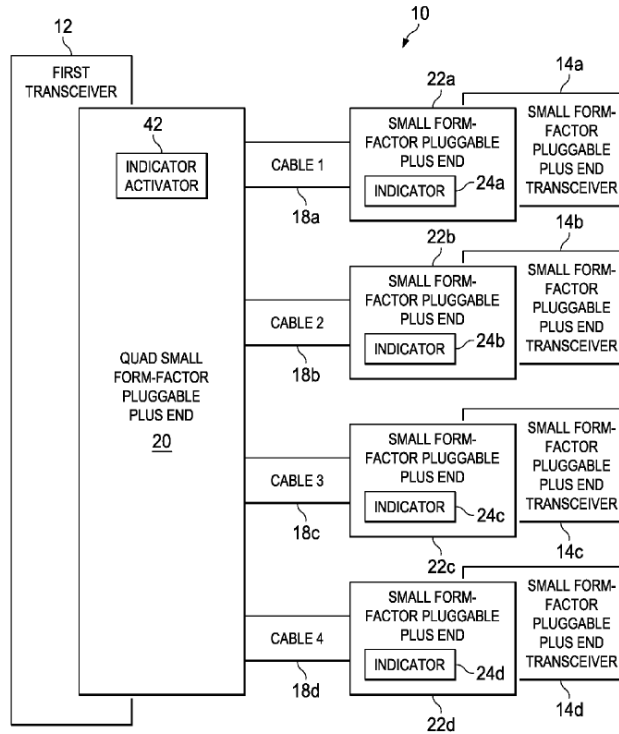 12
10
FIRST
TRANSCEIVER
42
INDICATOR
ACTIVATOR
QUAD SMALL
FORM-FACTOR
PLUGGABLE
PLUS END
20
CABLE 1
18a
22a
SMALL FORM-
FACTOR PLUGGABLE
PLUS END
INDICATOR
24a
14a
SMALL FORM-
FACTOR
PLUGGABLE
PLUS END
TRANSCEIVER
CABLE 2
18b
22b
SMALL FORM-
FACTOR PLUGGABLE
PLUS END
INDICATOR
24b
14b
SMALL FORM-
FACTOR
PLUGGABLE
PLUS END
TRANSCEIVER
CABLE 3
18c
SMALL FORM-
FACTOR PLUGGABLE
PLUS END
INDICATOR
24c
22c
SMALL FORM-
FACTOR
PLUGGABLE
PLUS END
TRANSCEIVER
14c
CABLE 4
18d
SMALL FORM-
FACTOR PLUGGABLE
PLUS END
INDICATOR
24d
22d
SMALL FORM-
FACTOR
PLUGGABLE
PLUS END
TRANSCEIVER
14d